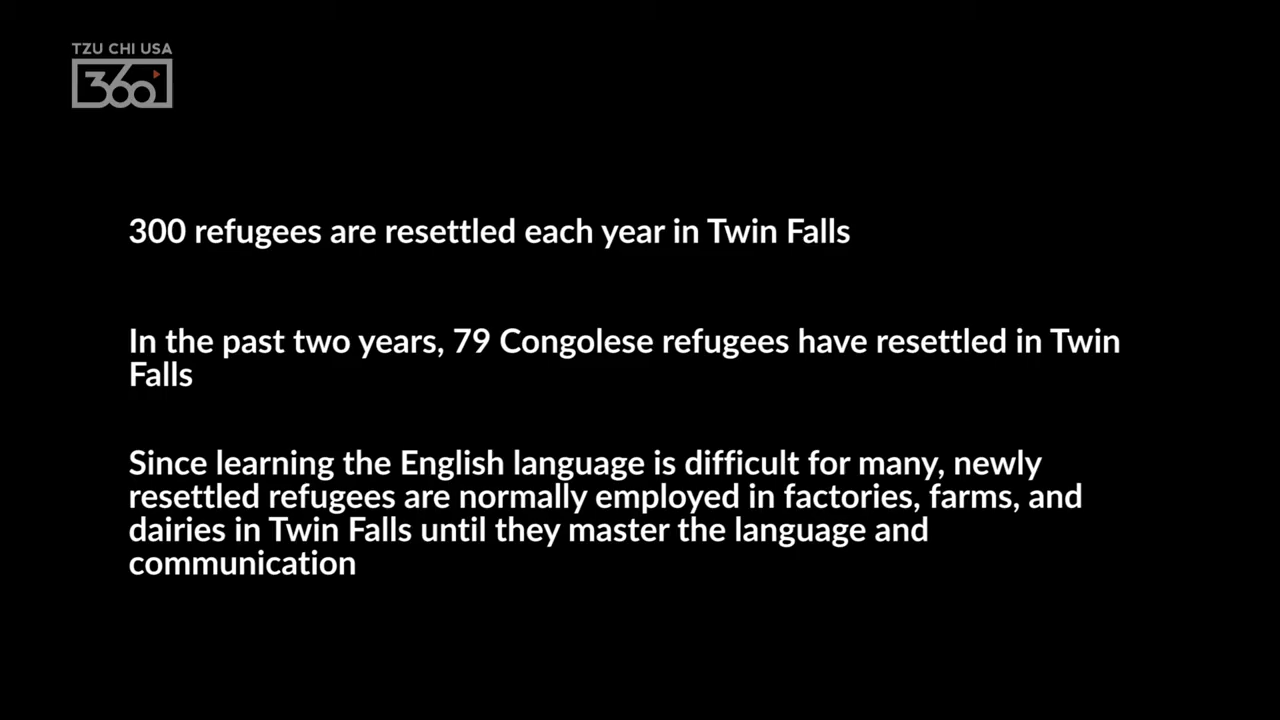 TZU CHI USA
360°
300 refugees are resettled each year in Twin Falls
In the past two years, 79 Congolese refugees have resettled in Twin
Falls
Since learning the English language is difficult for many, newly
resettled refugees are normally employed in factories, farms, and
dairies in Twin Falls until they master the language and
communication